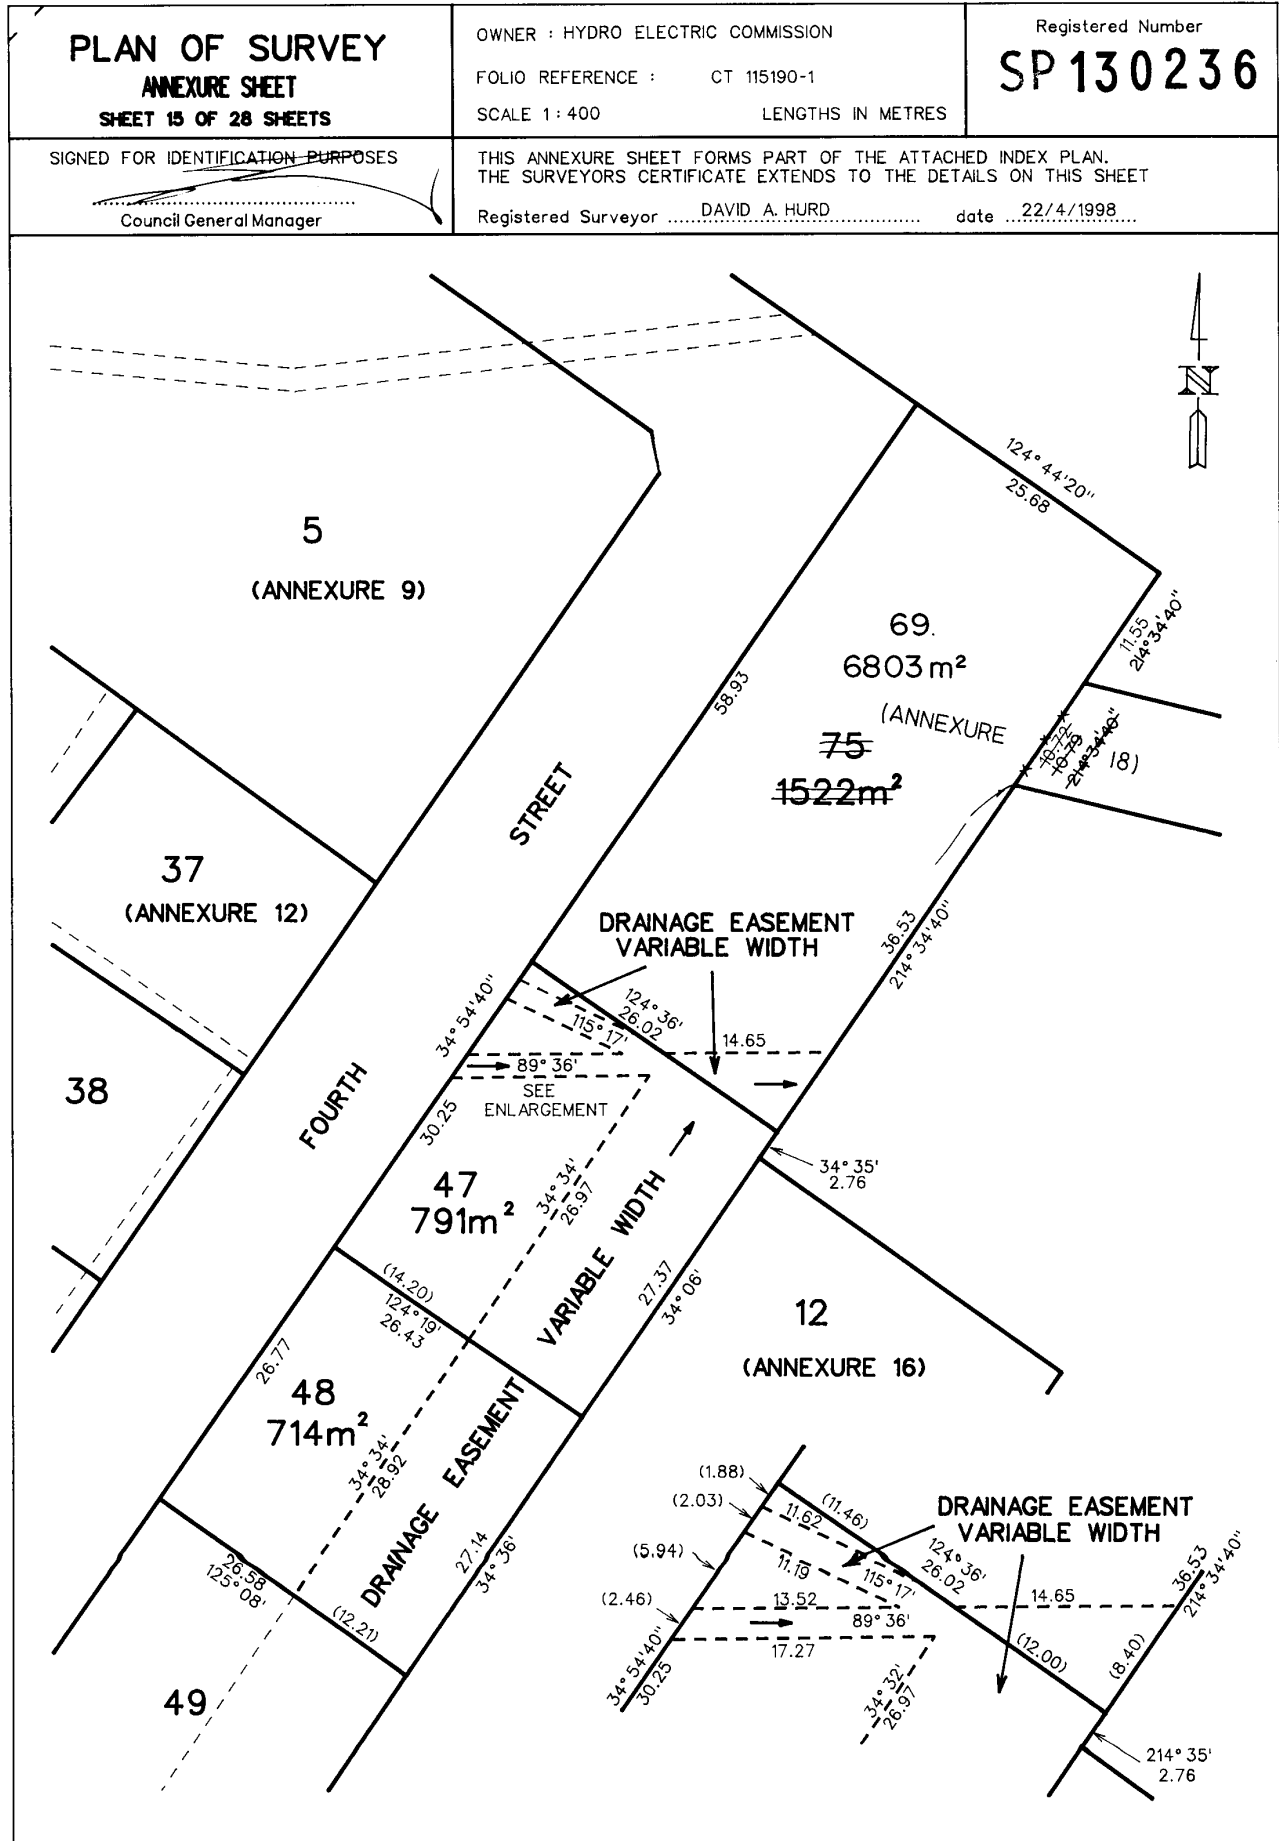 PLAN OF SURVEY
ANNEXURE SHEET
SHEET 15 OF 28 SHEETS
OWNER : HYDRO ELECTRIC COMMISSION
FOLIO REFERENCE : CT 115190-1
SCALE 1 : 400 LENGTHS IN METRES
Registered Number
SP 130236
SIGNED FOR IDENTIFICATION PURPOSES
Council General Manager
THIS ANNEXURE SHEET FORMS PART OF THE ATTACHED INDEX PLAN.
THE SURVEYORS CERTIFICATE EXTENDS TO THE DETAILS ON THIS SHEET
Registered Surveyor DAVID A. HURD date 22/4/1998
N
124° 44'20"
25.68
5
(ANNEXURE 9)
69.
6803 m²
11.55
214° 34'40"
58.93
(ANNEXURE 18)
75
1522m²
10.72
10.79
214° 34'40"
STREET
37
(ANNEXURE 12)
DRAINAGE EASEMENT
VARIABLE WIDTH
36.53
214° 34'40"
34° 54'40"
124° 36'
26.02
115° 17'
14.65
89° 36'
SEE
ENLARGEMENT
38
FOURTH
30.25
34° 35'
2.76
47
791m²
34° 34'
26.97
VARIABLE WIDTH
(14.20)
124° 19'
26.43
27.37
34° 06'
12
(ANNEXURE 16)
26.77
48
714m²
34° 34'
28.92
DRAINAGE EASEMENT
27.14
34° 36'
26.58
125° 08'
(12.21)
49
(1.88)
(2.03)
(5.94)
(2.46)
(11.46)
11.62
DRAINAGE EASEMENT
VARIABLE WIDTH
124° 36'
26.02
11.19
115° 17'
13.52
14.65
36.53
214° 34'40"
89° 36'
17.27
34° 54'40"
30.25
(12.00)
(8.40)
34° 32'
26.97
214° 35'
2.76